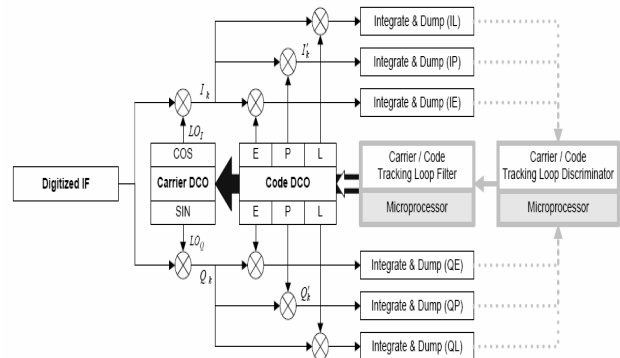 Integrate & Dump (IL)
I'k
Integrate & Dump (IP)
I k
Integrate & Dump (IE)
LOI
COS
E P L
Carrier / Code
Tracking Loop Filter
Carrier / Code
Tracking Loop Discriminator
Digitized IF
Carrier DCO
Code DCO
Microprocessor
Microprocessor
SIN
E P L
LOQ
Q k
Integrate & Dump (QE)
Q'k
Integrate & Dump (QP)
Integrate & Dump (QL)